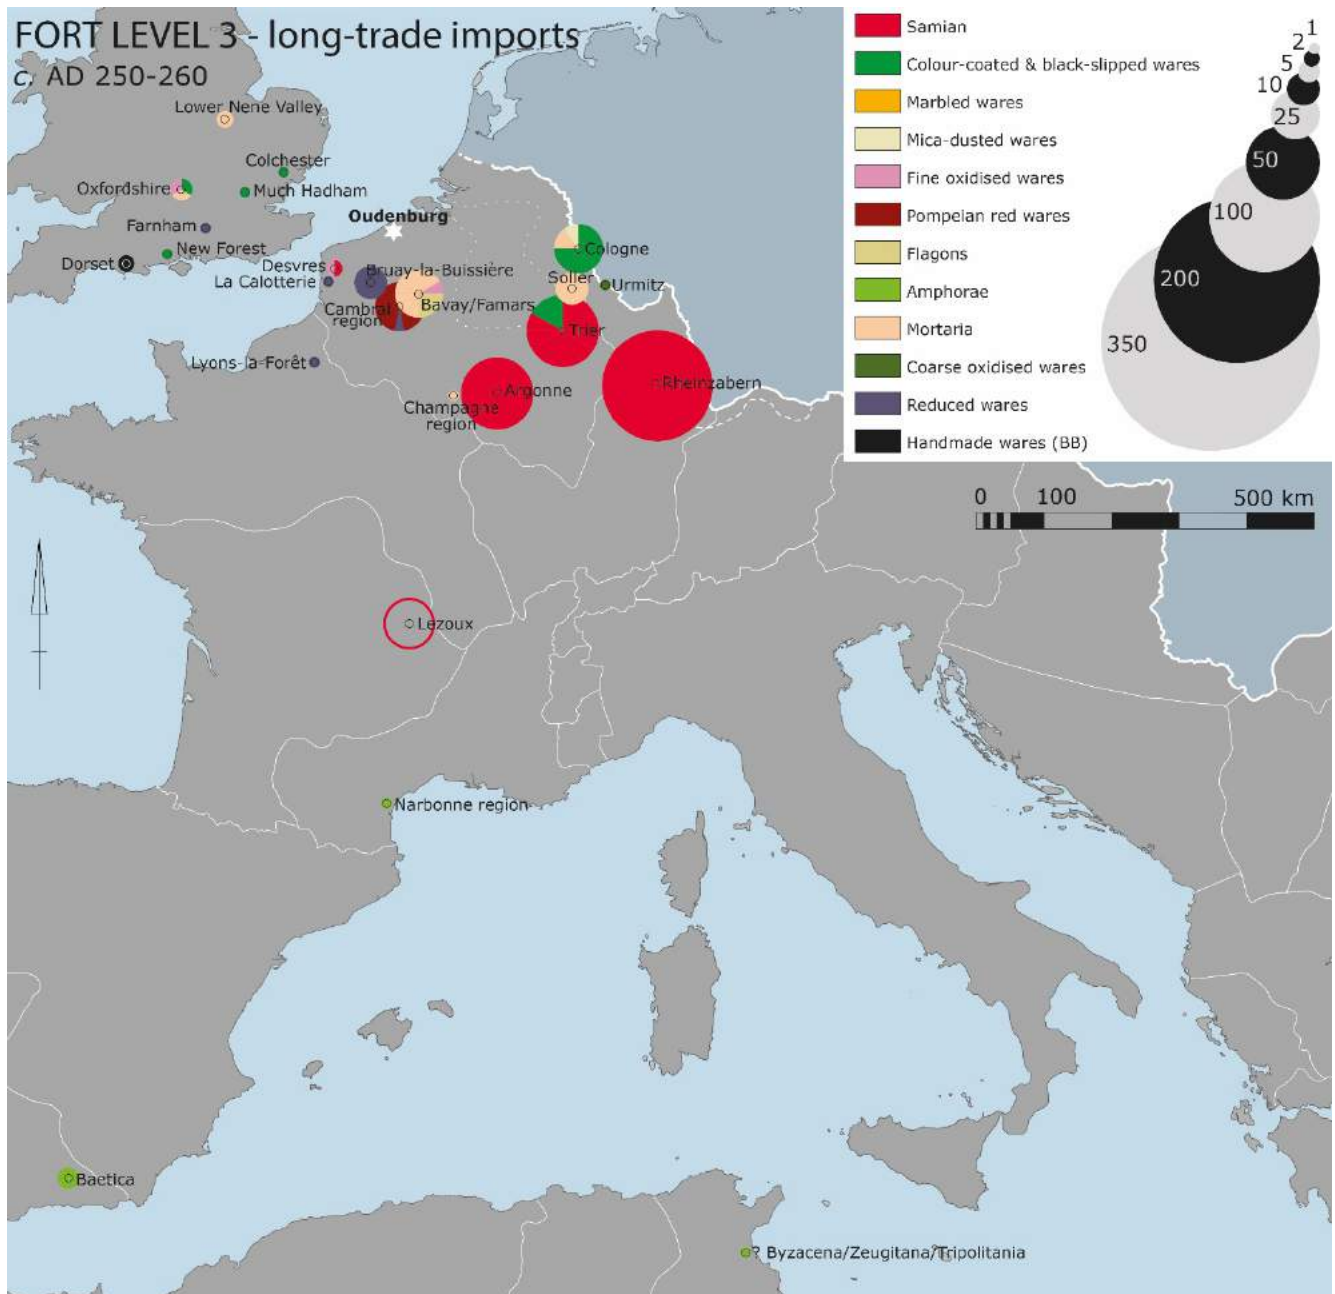 FORT LEVEL 3 - long-trade imports
c. AD 250-260
Samian
Colour-coated & black-slipped wares
Marbled wares
Mica-dusted wares
Fine oxidised wares
Pompeian red wares
Flagons
Amphorae
Mortaria
Coarse oxidised wares
Reduced wares
Handmade wares (BB)
1
2
5
10
25
50
100
200
350
0 100 500 km
Lower Nene Valley
Colchester
Oxfordshire
Much Hadham
Farnham
Oudenburg
New Forest
Cologne
Dorset
Desvres
Bruay-la-Buissière
Soller
La Calotterie
Urmitz
Cambrai
region
Bavay/Famars
Trier
Lyons-la-Forêt
Rheinzabern
Argonne
Champagne
region
Lezoux
Narbonne region
Baetica
? Byzacena/Zeugitana/Tripolitania